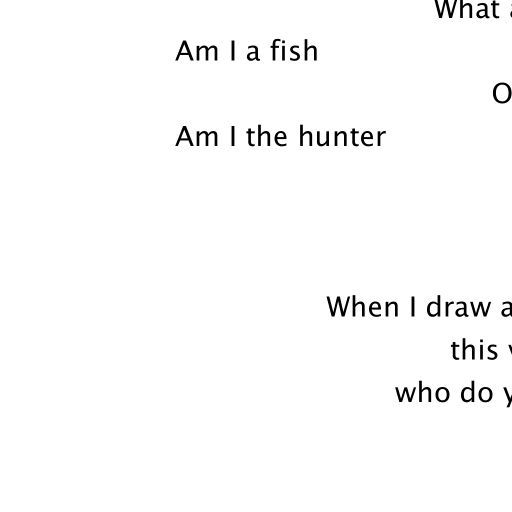 What
Am I a fish
Am I the hunter
When I draw
this
who do